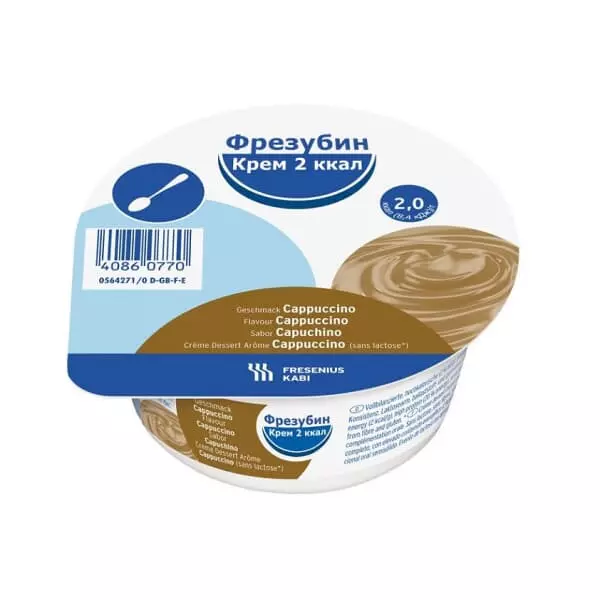 Фрезубин
Крем 2 ккал
2,0
4086 0770
0564271/0 D-GB-F-E
Geschmack Cappuccino
Flavour Cappuccino
Sabor Capuchino
Crème Dessert Arôme Cappuccino (sans lactose*)
FRESENIUS
KABI
Geschmack
Cappuccino
Flavour
Cappuccino
Sabor
Capuchino
Crème Dessert Arôme
Cappuccino (sans lactose*)
Фрезубин
Крем 2 ккал